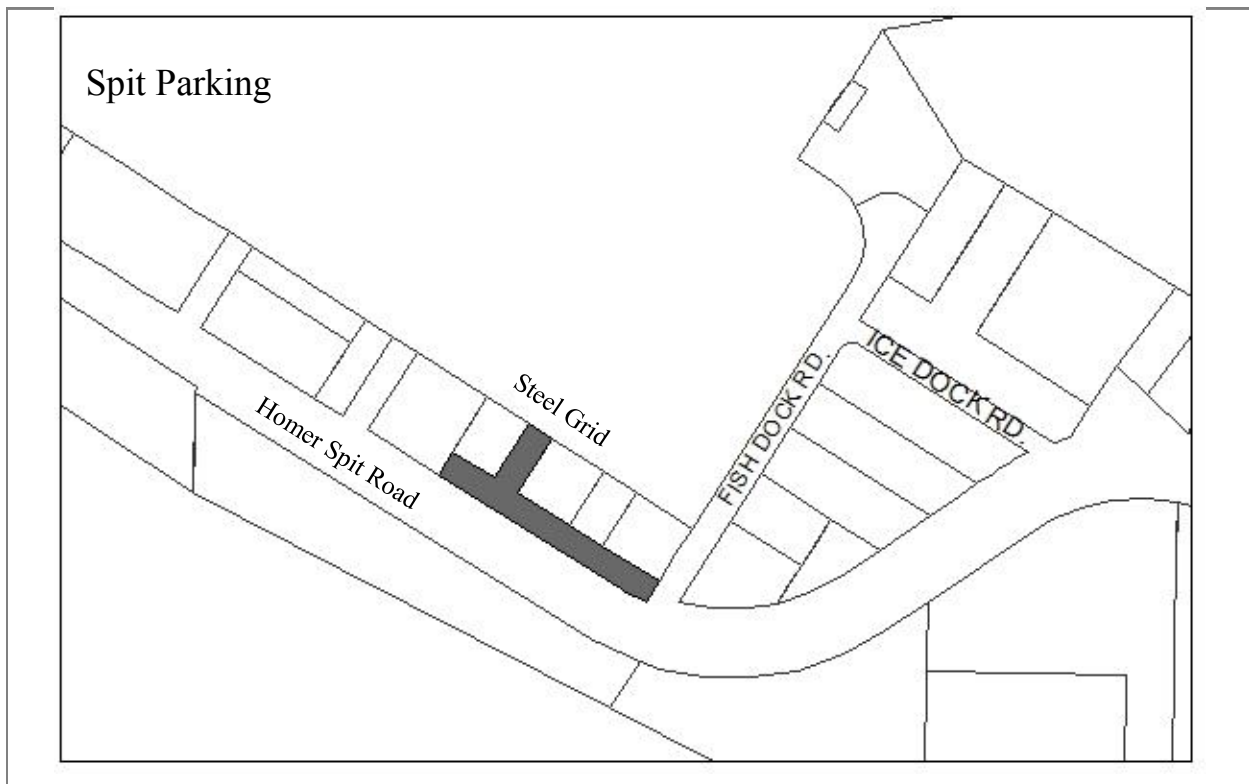 Spit Parking
Steel Grid
Homer Spit Road
FISH DOCK RD.
ICE DOCK RD.